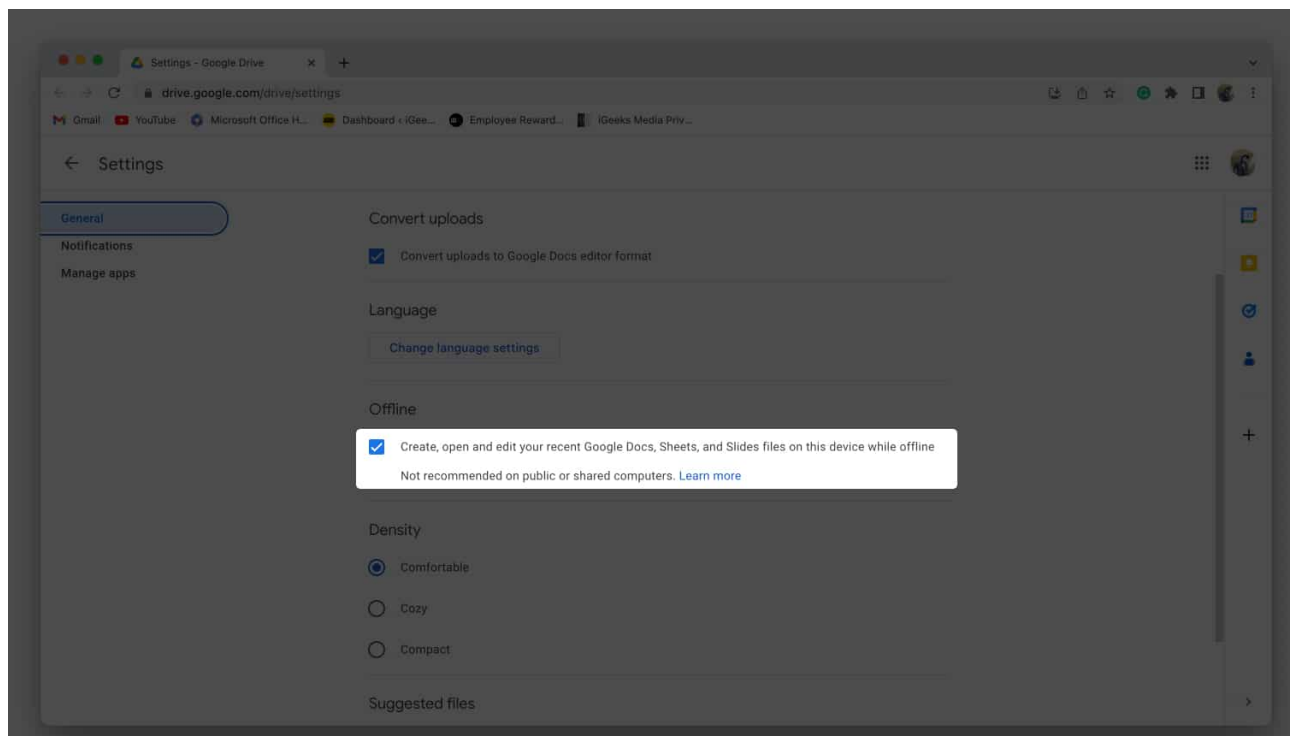 Settings - Google Drive
drive.google.com/drive/settings
Gmail YouTube Microsoft Office H... Dashboard ‹ iGee... Employee Reward... iGeeks Media Priv...
Settings
General
Notifications
Manage apps
Convert uploads
Convert uploads to Google Docs editor format
Language
Change language settings
Offline
Create, open and edit your recent Google Docs, Sheets, and Slides files on this device while offline
Not recommended on public or shared computers. Learn more
Density
Comfortable
Cozy
Compact
Suggested files